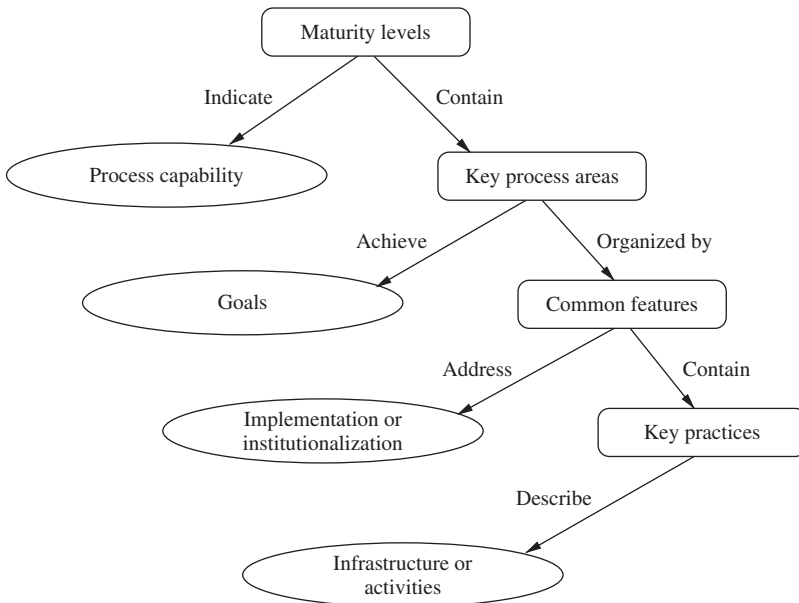 Maturity levels
Indicate
Contain
Process capability
Key process areas
Achieve
Organized by
Goals
Common features
Address
Contain
Implementation or
institutionalization
Key practices
Describe
Infrastructure or
activities